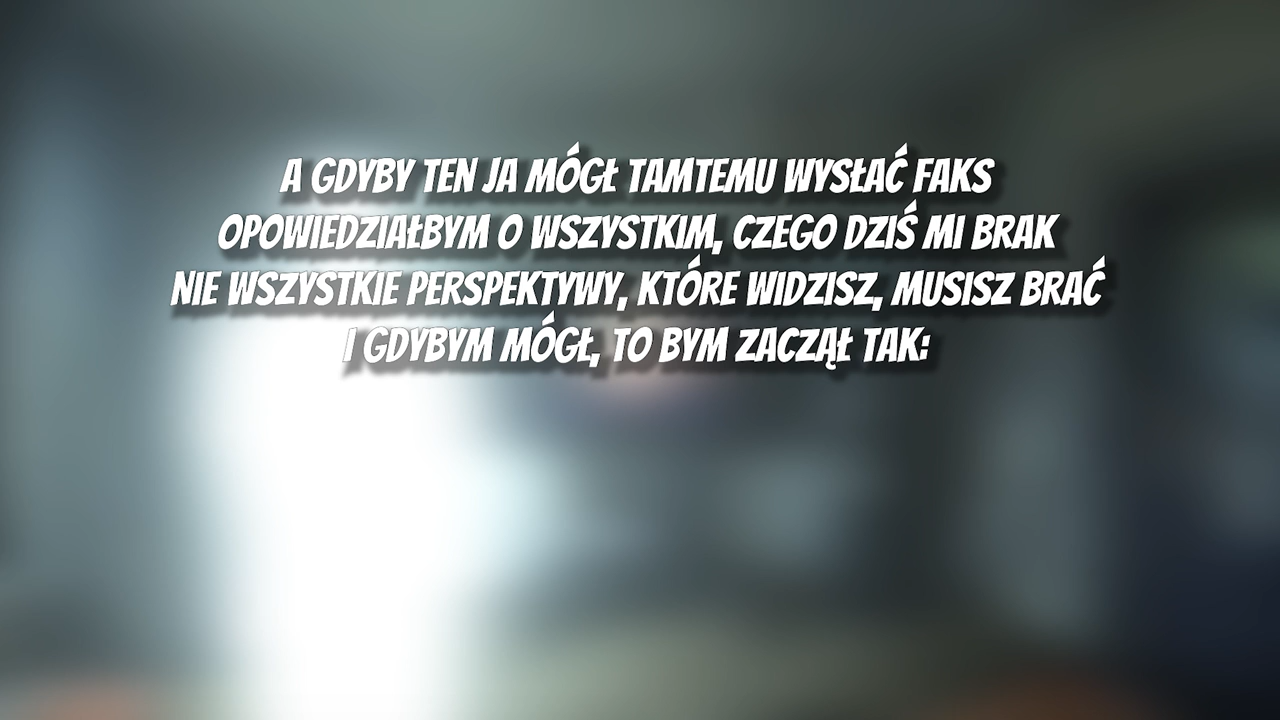 A GDYBY TEN JA MÓGŁ TAMTEMU WYSŁAĆ FAKS
OPOWIEDZIAŁBYM O WSZYSTKIM, CZEGO DZIŚ MI BRAK
NIE WSZYSTKIE PERSPEKTYWY, KTÓRE WIDZISZ, MUSISZ BRAĆ
I GDYBYM MÓGŁ, TO BYM ZACZĄŁ TAK: